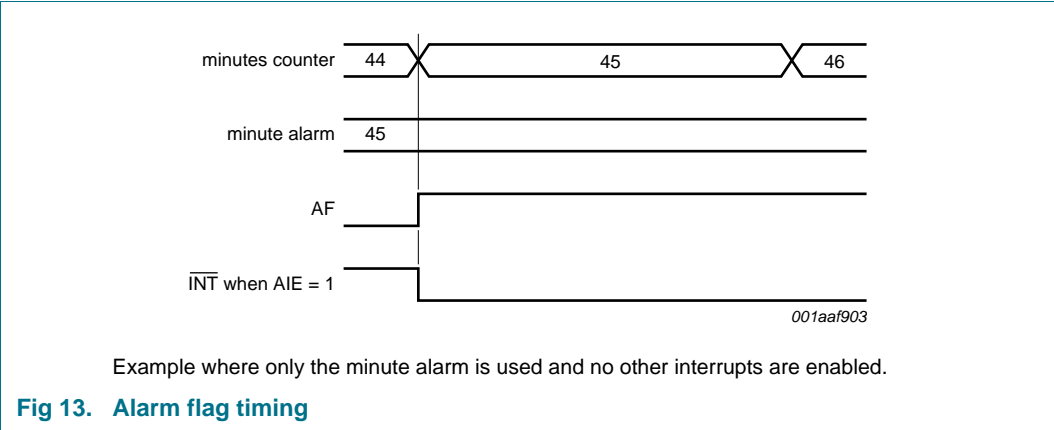 minutes counter 44 45 46
minute alarm 45
AF
INT when AIE = 1
001aaf903
Example where only the minute alarm is used and no other interrupts are enabled.
Fig 13. Alarm flag timing